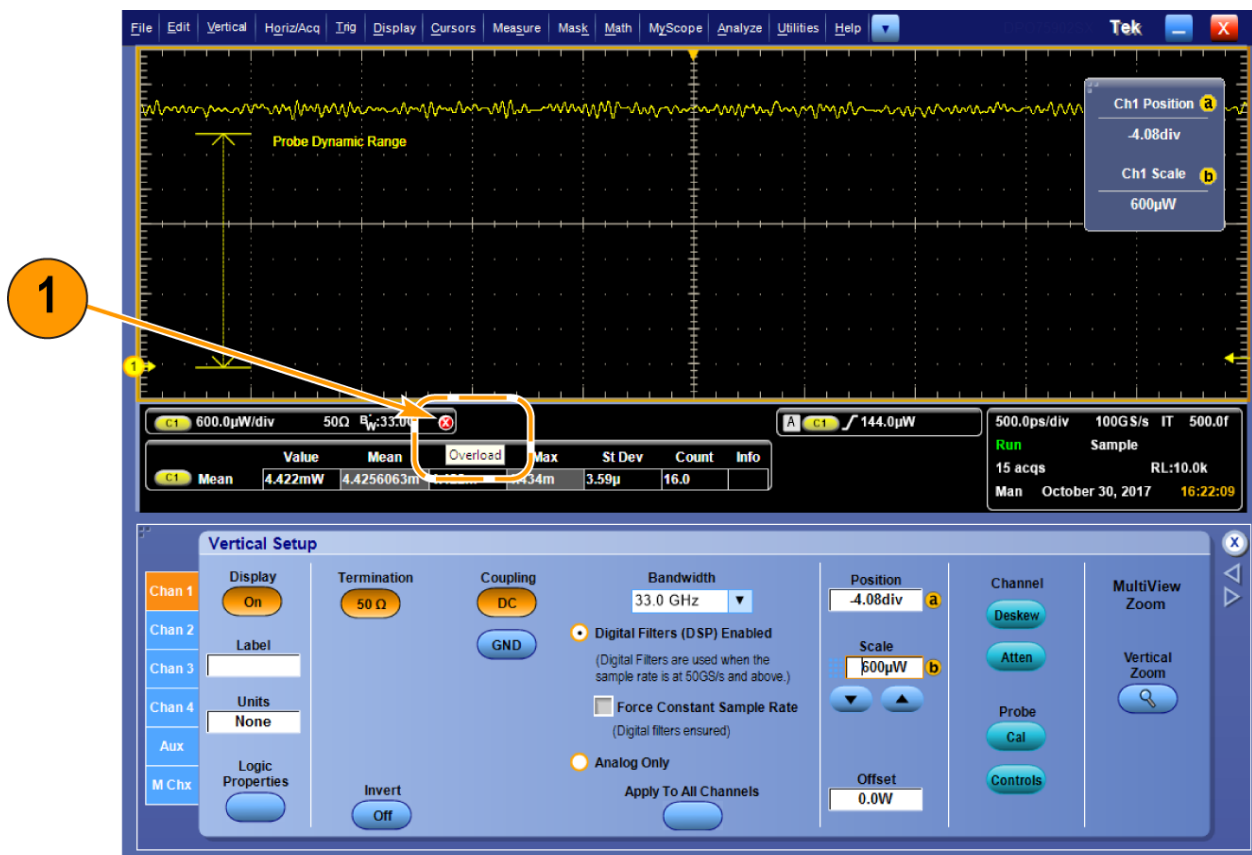 File Edit Vertical Horiz/Acq Trig Display Cursors Measure Mask Math MyScope Analyze Utilities Help Tek X
Ch1 Position a
-4.08div
Ch1 Scale b
600µW
Probe Dynamic Range
1
1
C1 600.0µW/div 50Ω BW:33.0G
A C1 144.0µW
500.0ps/div 100GS/s IT 500.0f
Run Sample
15 acqs RL:10.0k
Man October 30, 2017 16:22:09
Value Mean Overload Max St Dev Count Info
C1 Mean 4.422mW 4.4256063m 3.59µ 16.0
Vertical Setup
X
Chan 1
Chan 2
Chan 3
Chan 4
Aux
M Chx
Display
On
Label
Units
None
Logic
Properties
Termination
50 Ω
Invert
Off
Coupling
DC
GND
Bandwidth
33.0 GHz
Digital Filters (DSP) Enabled
(Digital Filters are used when the
sample rate is at 50GS/s and above.)
Force Constant Sample Rate
(Digital filters ensured)
Analog Only
Apply To All Channels
Position
-4.08div a
Scale
600µW b
Offset
0.0W
Channel
Deskew
Atten
Probe
Cal
Controls
MultiView
Zoom
Vertical
Zoom